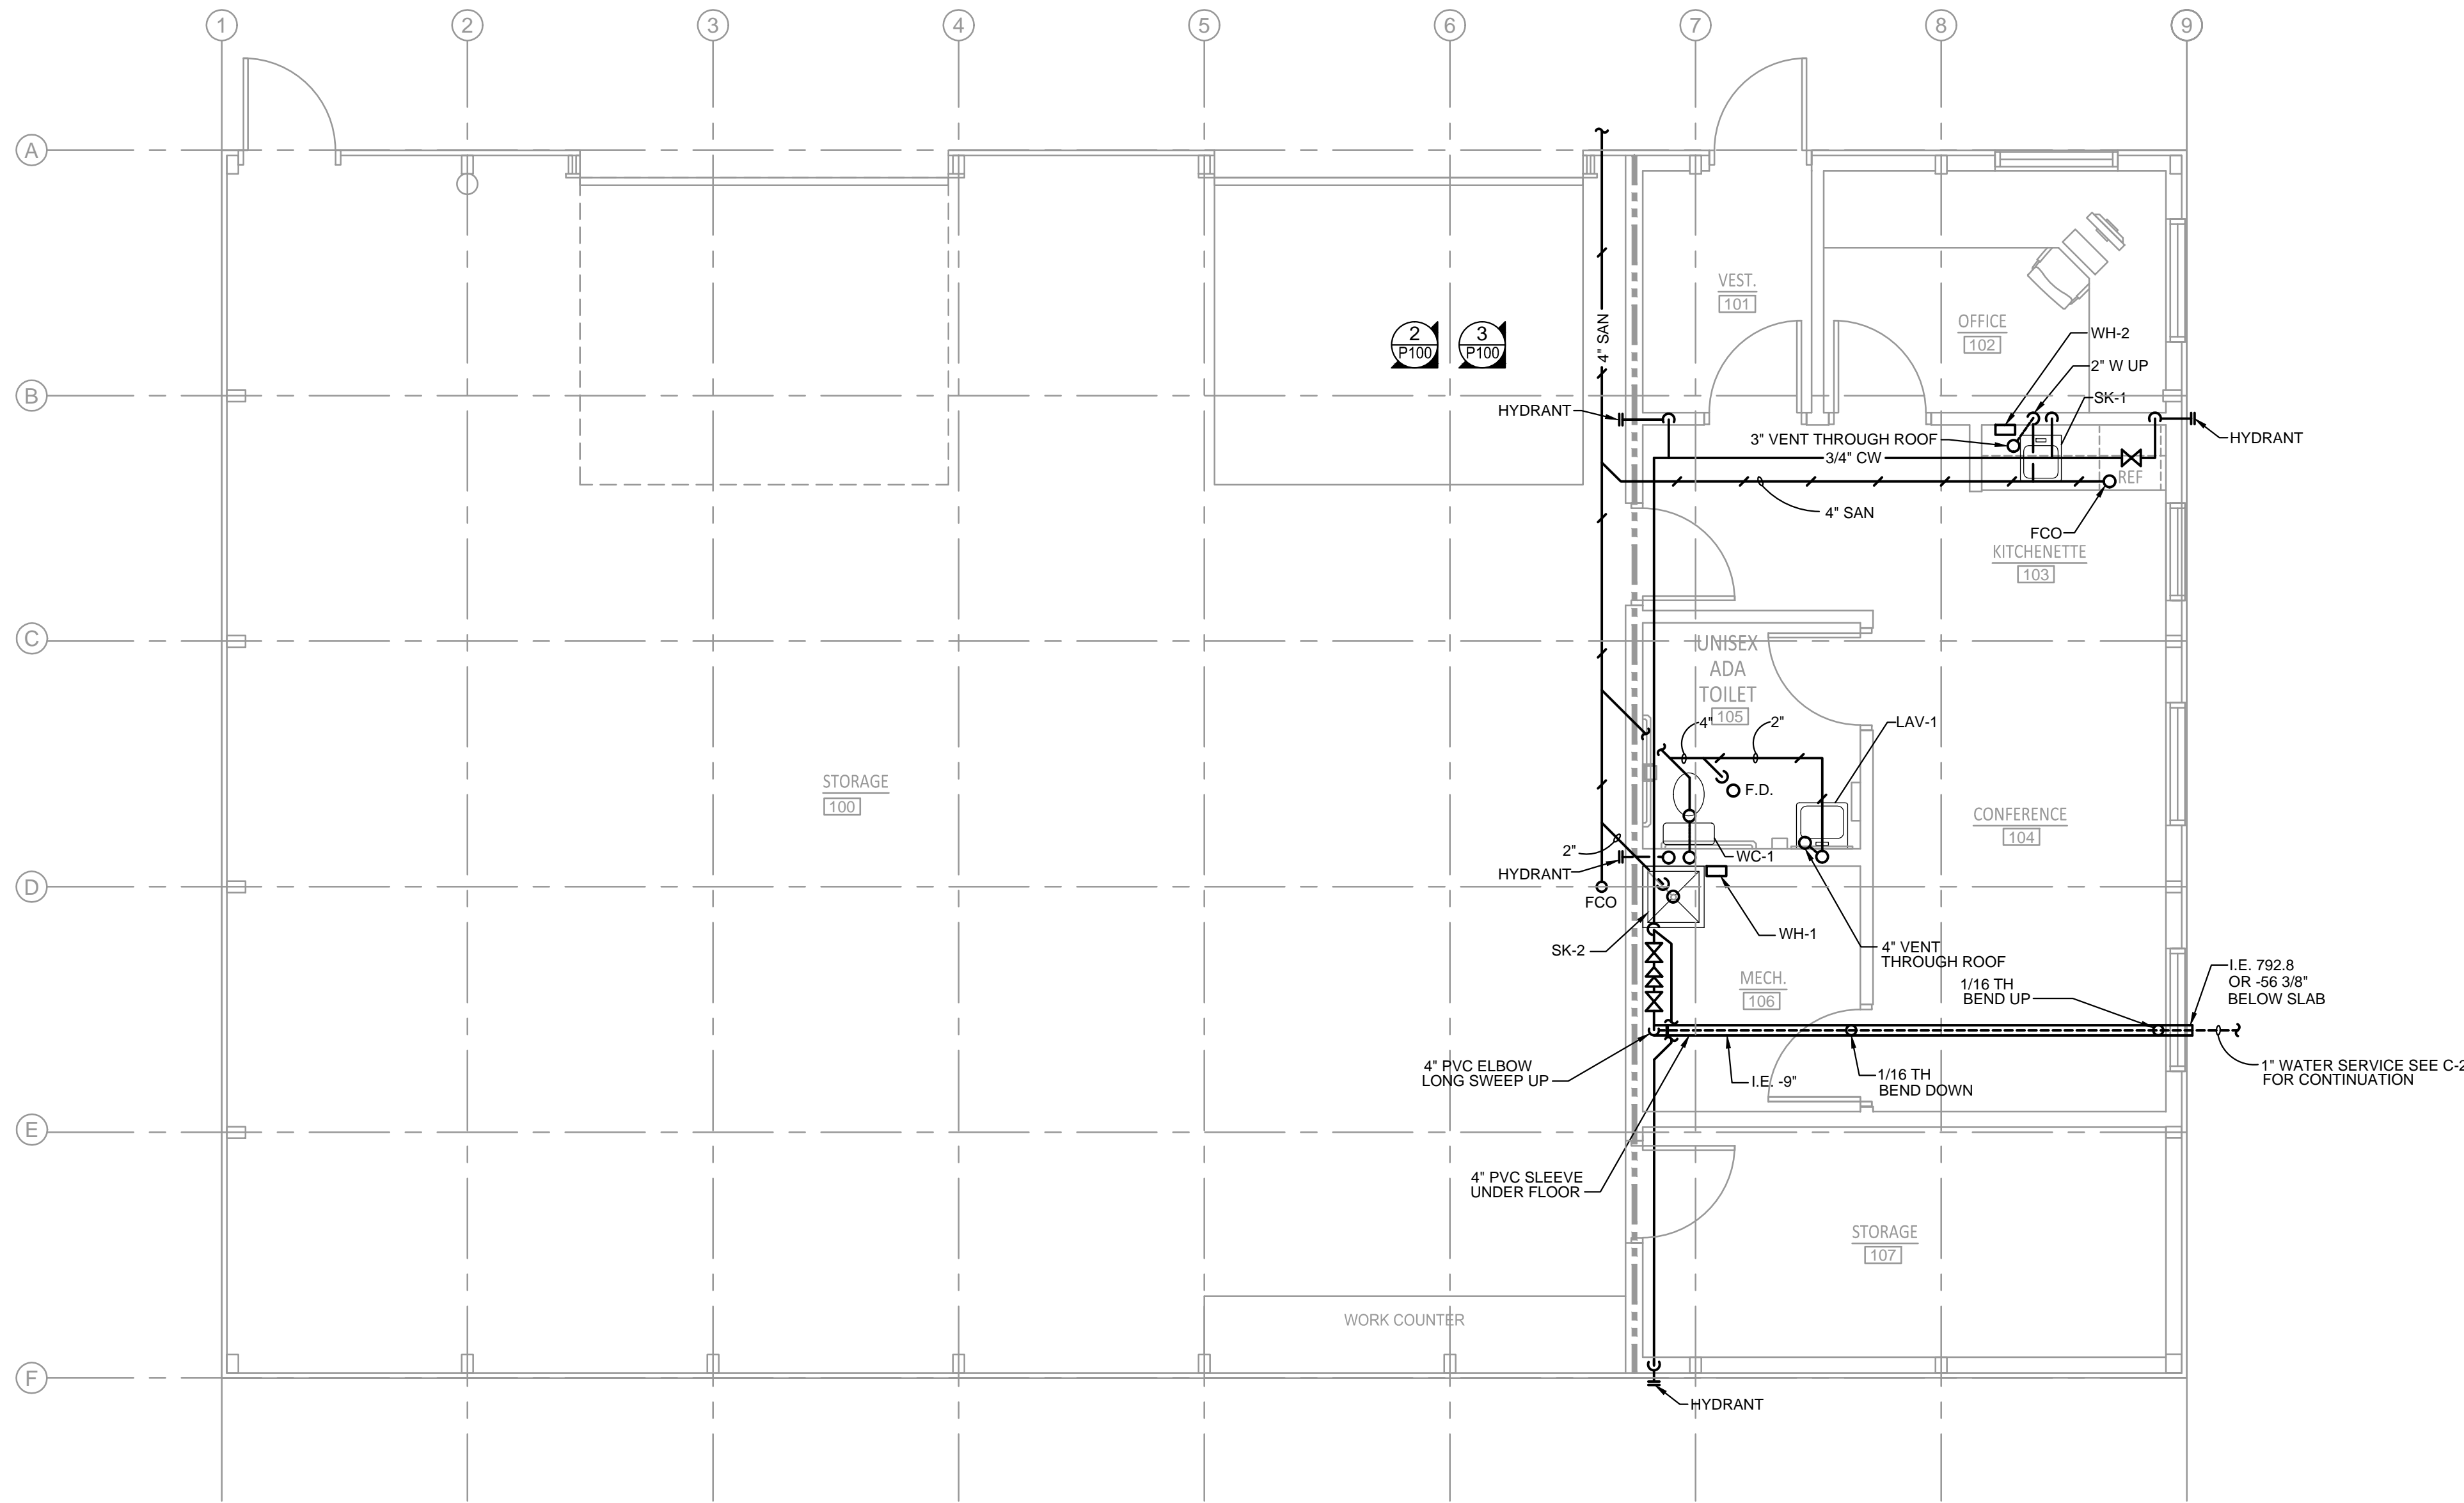 1
2
3
4
5
6
7
8
9
A
B
C
D
E
F
4" SAN
2
P100
3
P100
VEST.
101
OFFICE
102
WH-2
2" W UP
SK-1
HYDRANT
3" VENT THROUGH ROOF
3/4" CW
HYDRANT
REF
4" SAN
FCO
KITCHENETTE
103
UNISEX
ADA
TOILET
105
4"
2"
LAV-1
F.D.
STORAGE
100
CONFERENCE
104
2"
WC-1
HYDRANT
FCO
WH-1
SK-2
4" VENT
THROUGH ROOF
MECH.
106
1/16 TH
BEND UP
I.E. 792.8
OR -56 3/8"
BELOW SLAB
4" PVC ELBOW
LONG SWEEP UP
I.E. -9"
1/16 TH
BEND DOWN
1" WATER SERVICE SEE C-2
FOR CONTINUATION
4" PVC SLEEVE
UNDER FLOOR
STORAGE
107
WORK COUNTER
HYDRANT